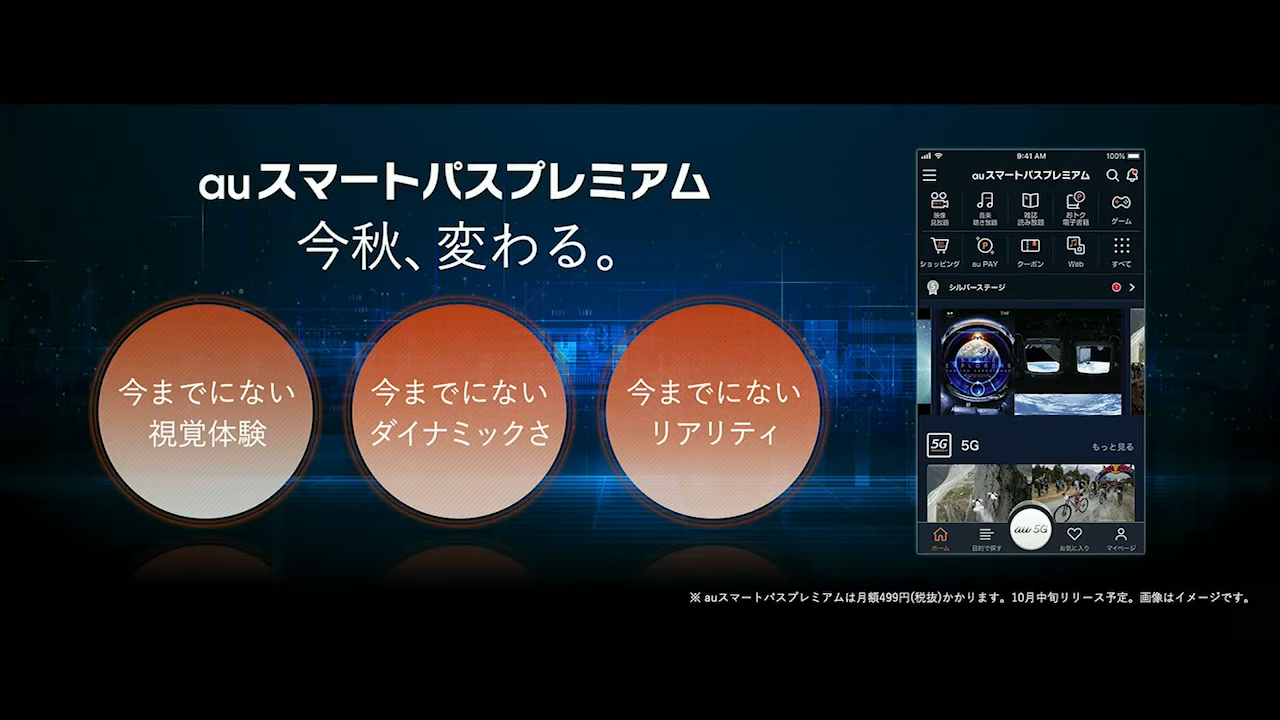 auスマートパスプレミアム
今秋、変わる。
今までにない
視覚体験
今までにない
ダイナミックさ
今までにない
リアリティ
9:41 AM
100%
auスマートパスプレミアム
映像
見放題
音楽
聴き放題
雑誌
読み放題
おトク
電子書籍
ゲーム
ショッピング
au PAY
クーポン
Web
すべて
シルバーステージ
5G
5G
もっと見る
au 5G
ホーム
目的で探す
お気に入り
マイページ
※ auスマートパスプレミアムは月額499円(税抜)かかります。10月中旬リリース予定。画像はイメージです。